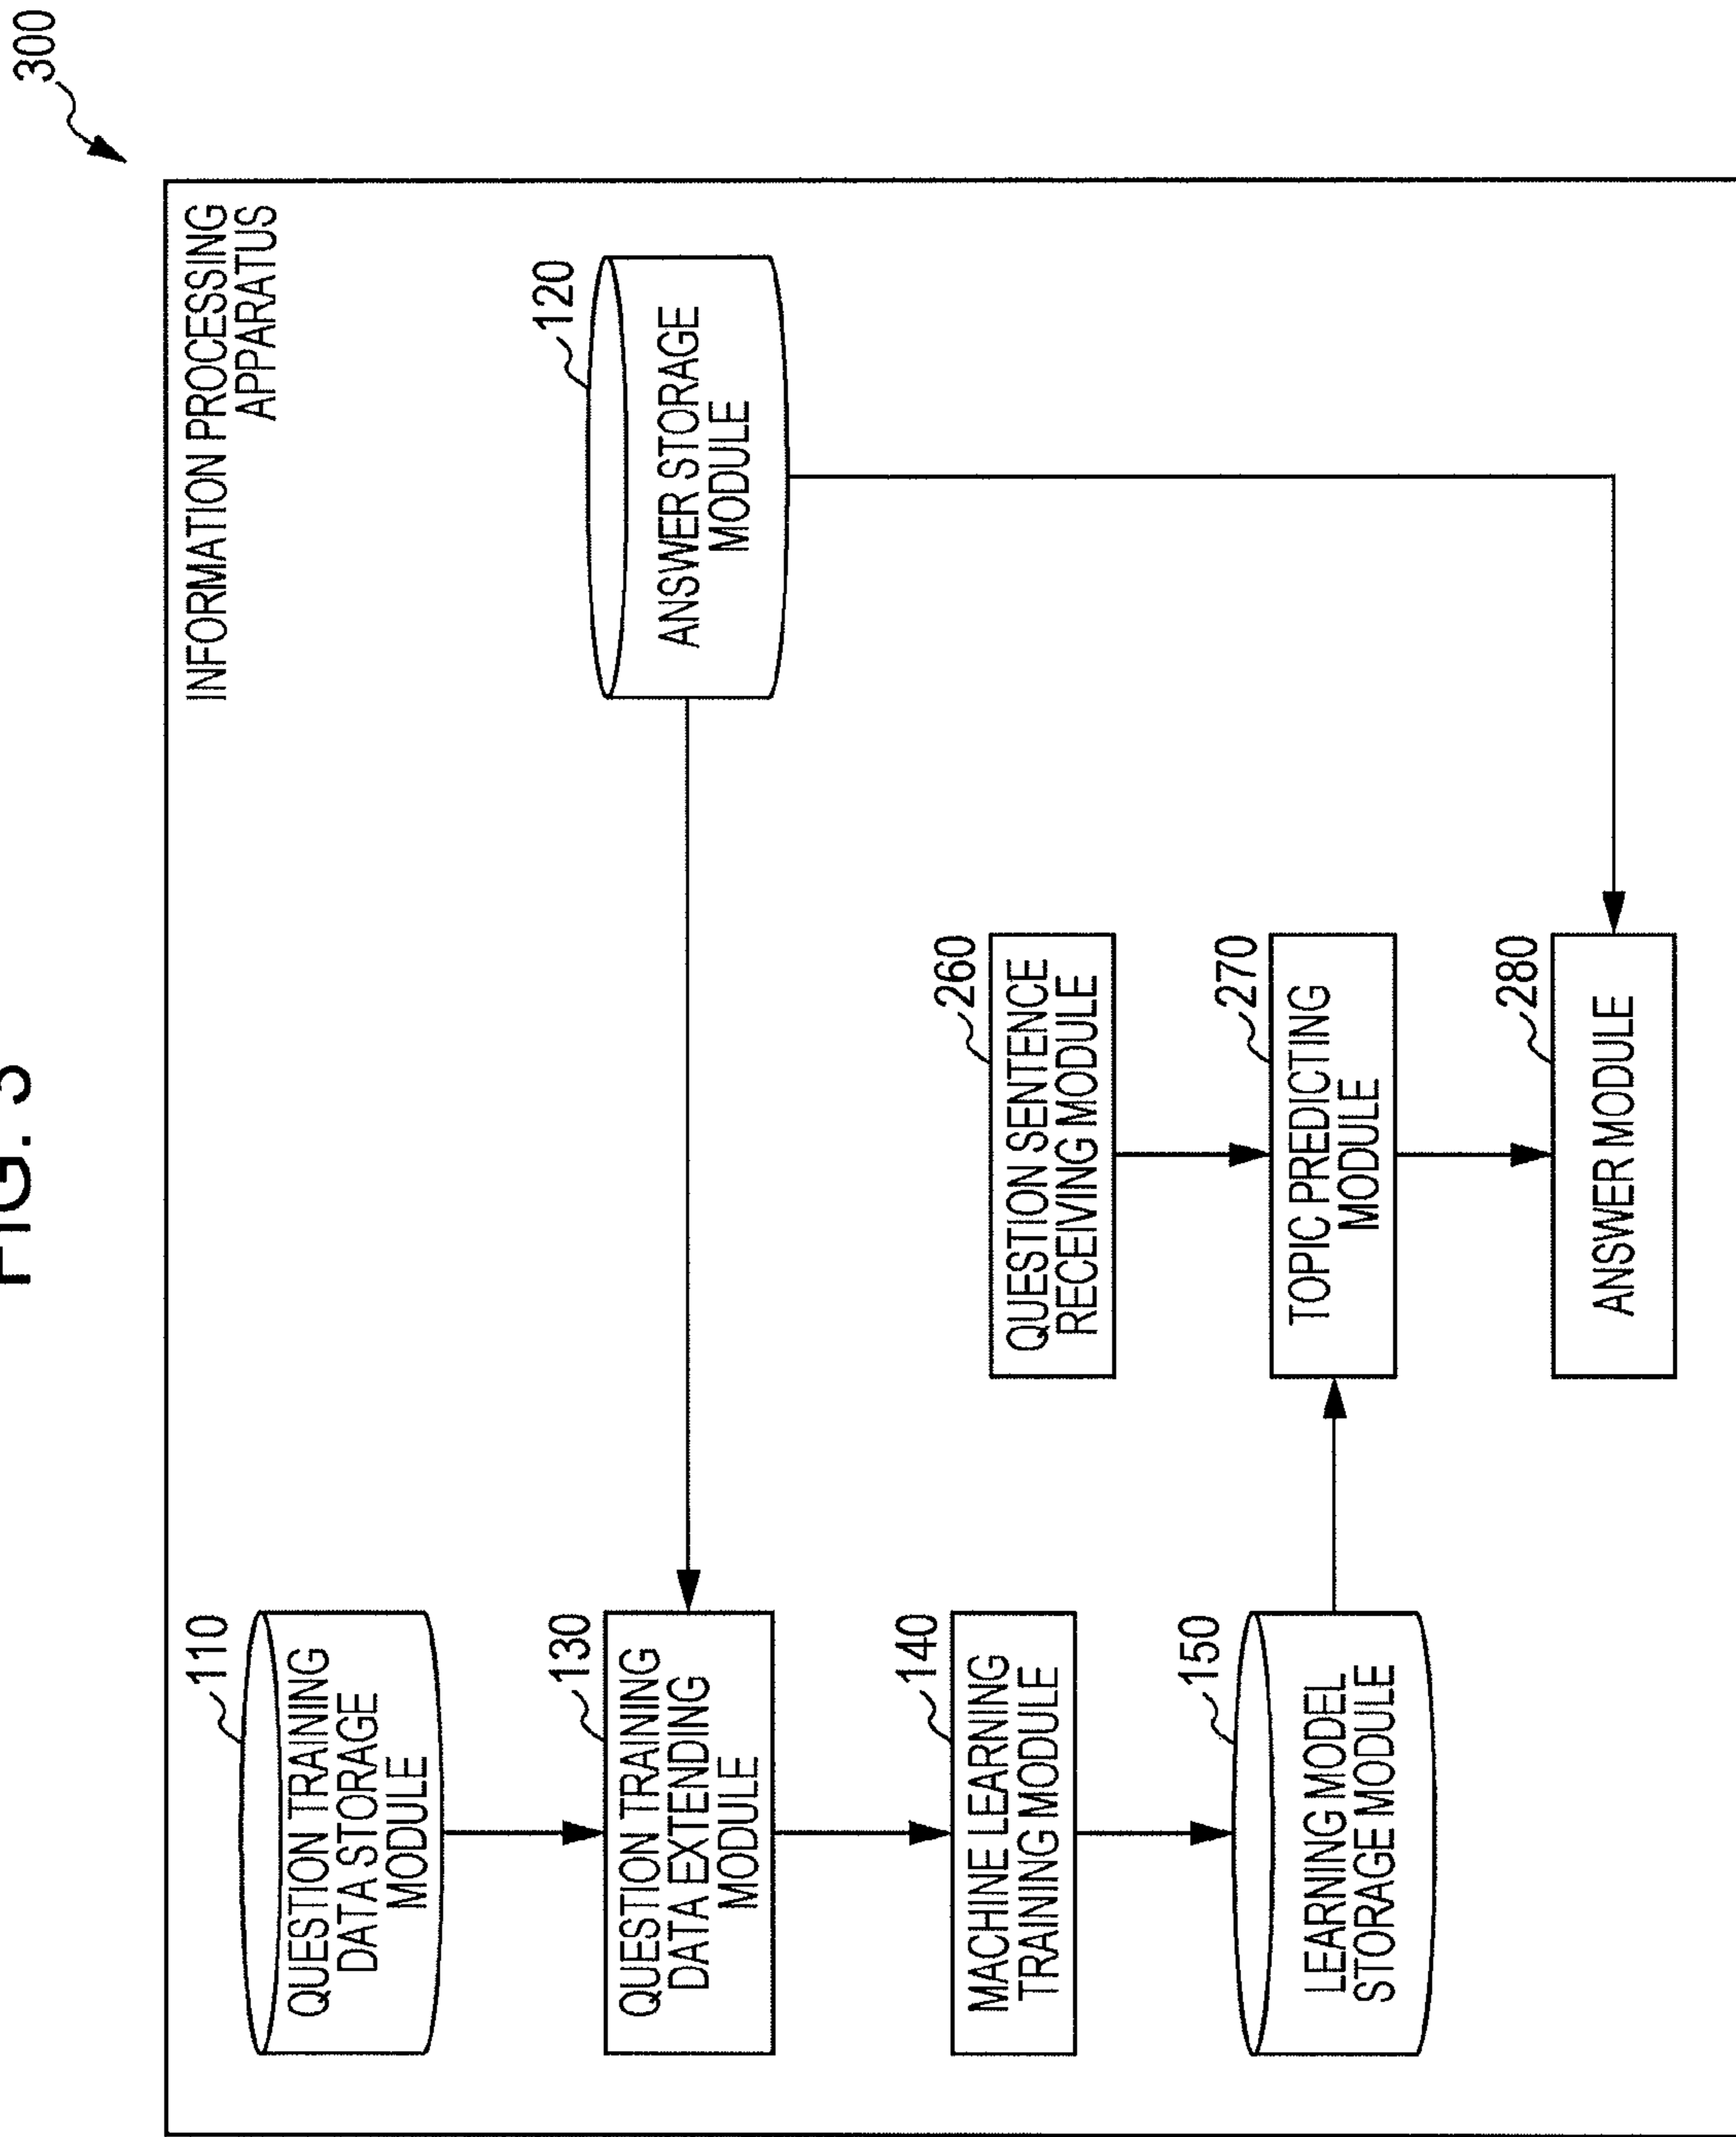 FIG.
300
INFORMATION PROCESSING
APPARATUS
110
QUESTION TRAINING
DATA STORAGE
MODULE
120
ANSWER STORAGE
MODULE
130
QUESTION TRAINING
DATA EXTENDING
MODULE
140
MACHINE LEARNING
TRAINING MODULE
150
LEARNING MODEL
STORAGE MODULE
260
QUESTION SENTENCE
RECEIVING MODULE
270
TOPIC PREDICTING
MODULE
280
ANSWER MODULE